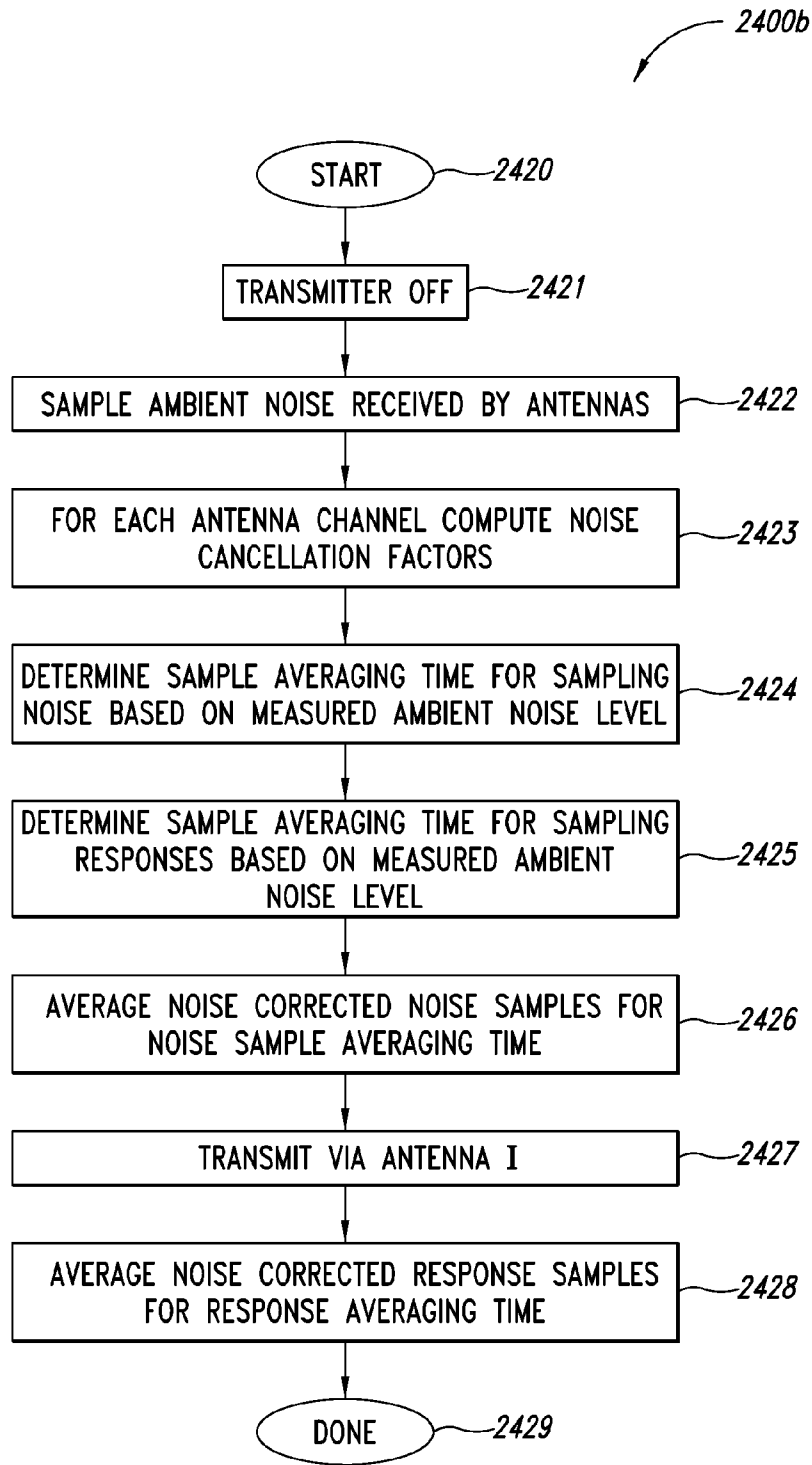 2400b
START
2420
TRANSMITTER OFF
2421
SAMPLE AMBIENT NOISE RECEIVED BY ANTENNAS
2422
FOR EACH ANTENNA CHANNEL COMPUTE NOISE
CANCELLATION FACTORS
2423
DETERMINE SAMPLE AVERAGING TIME FOR SAMPLING
NOISE BASED ON MEASURED AMBIENT NOISE LEVEL
2424
DETERMINE SAMPLE AVERAGING TIME FOR SAMPLING
RESPONSES BASED ON MEASURED AMBIENT
NOISE LEVEL
2425
AVERAGE NOISE CORRECTED NOISE SAMPLES FOR
NOISE SAMPLE AVERAGING TIME
2426
TRANSMIT VIA ANTENNA I
2427
AVERAGE NOISE CORRECTED RESPONSE SAMPLES
FOR RESPONSE AVERAGING TIME
2428
DONE
2429